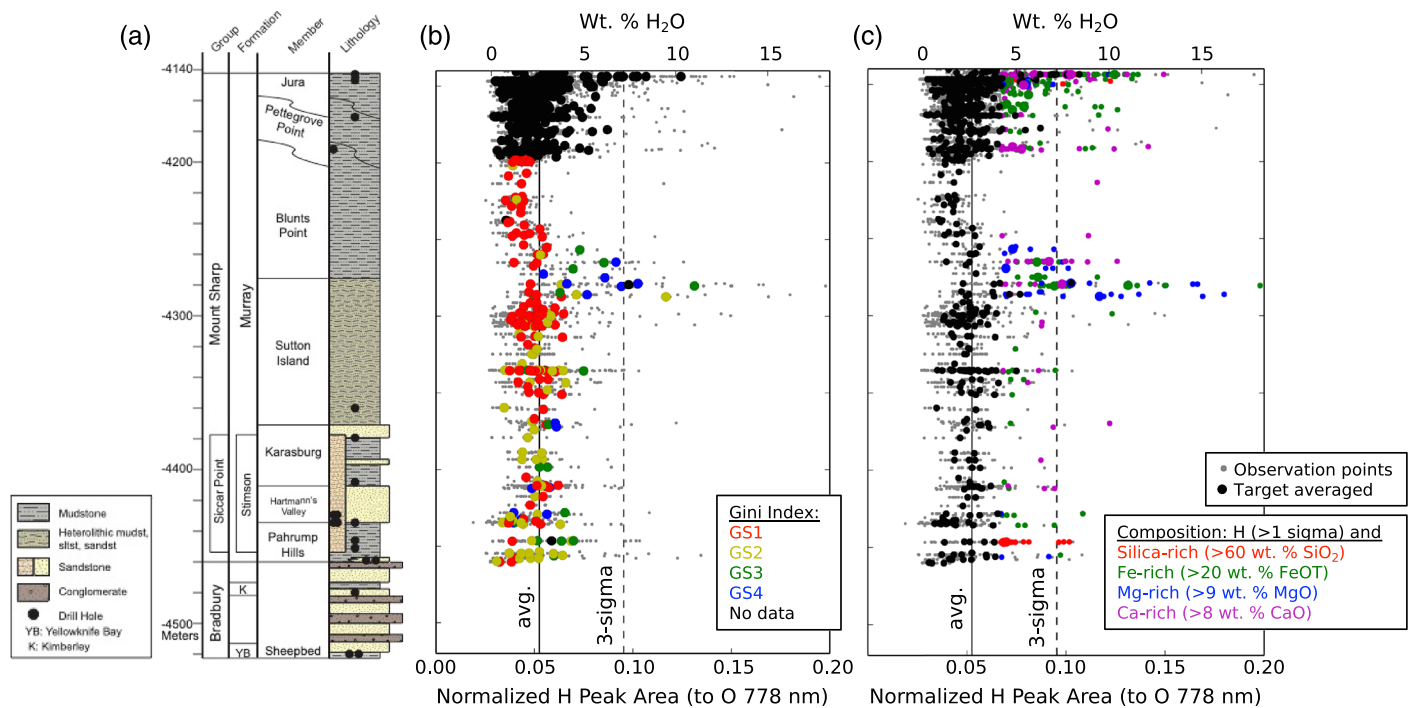 (a)
Group
Formation
Member
Lithology
-4140
-4200
-4300
-4400
-4500
Meters
Mount Sharp
Siccar Point
Bradbury
Murray
Stimson
K
YB
Jura
Pettegrove
Point
Blunts
Point
Sutton
Island
Karasburg
Hartmann's
Valley
Pahrump
Hills
Sheepbed
Mudstone
Heterolithic mudst,
sltst, sandst
Sandstone
Conglomerate
Drill Hole
YB: Yellowknife Bay
K: Kimberley
(b)
Wt. % H₂O
0 5 10 15
avg.
3-sigma
Gini Index:
GS1
GS2
GS3
GS4
No data
0.00 0.05 0.10 0.15 0.20
Normalized H Peak Area (to O 778 nm)
(c)
Wt. % H₂O
0 5 10 15
avg.
3-sigma
Observation points
Target averaged
Composition: H (>1 sigma) and
Silica-rich (>60 wt. % SiO₂)
Fe-rich (>20 wt. % FeOT)
Mg-rich (>9 wt. % MgO)
Ca-rich (>8 wt. % CaO)
0.05 0.10 0.15 0.20
Normalized H Peak Area (to O 778 nm)